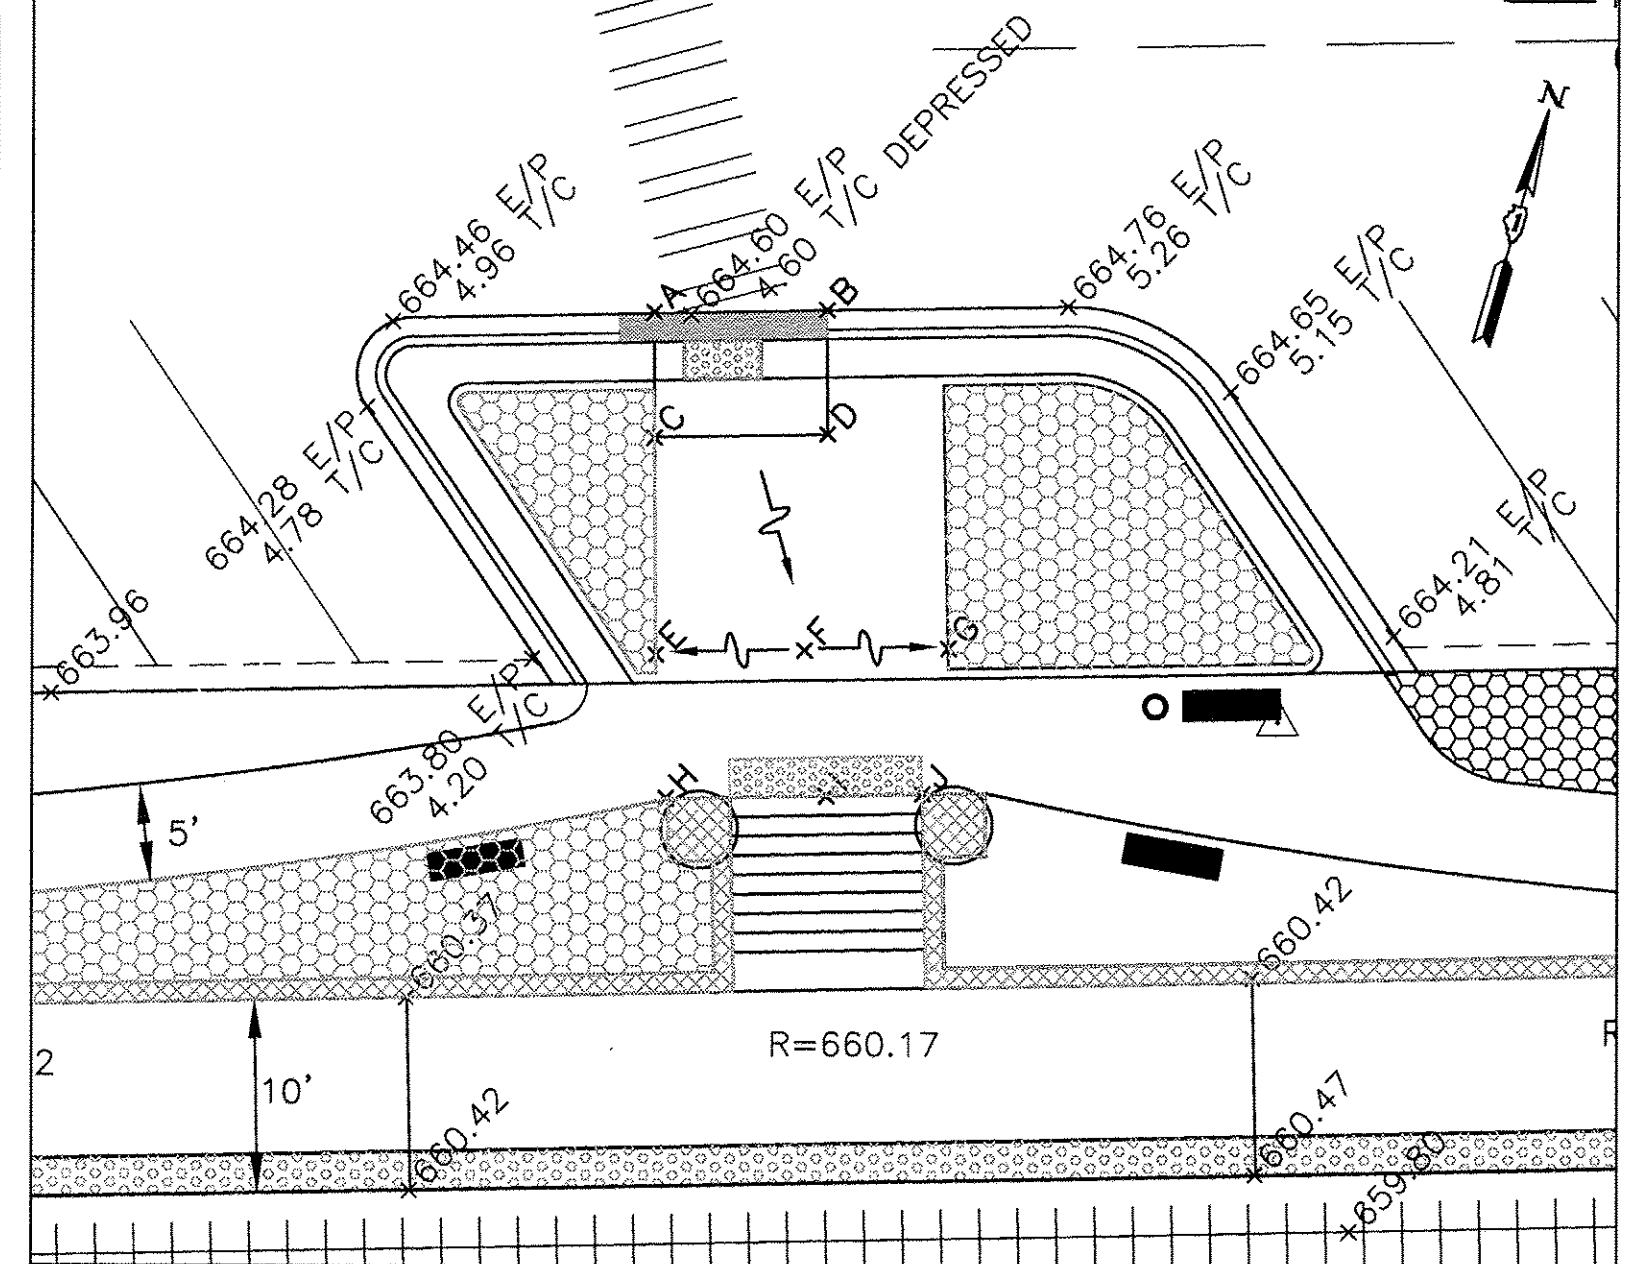 N
DEPRESSED
664.46 E/P
4.96 T/C
664.60 E/P
4.60 T/C
664.76 E/P
5.26 T/C
664.65 E/P
5.15 T/C
A
B
C
D
664.28 E/P
4.78 T/C
664.21 E/P
4.81 T/C
663.96
E
F
G
663.80 E/P
4.20 T/C
H
J
5'
660.37
660.42
R=660.17
R
2
10'
660.42
660.47
659.80